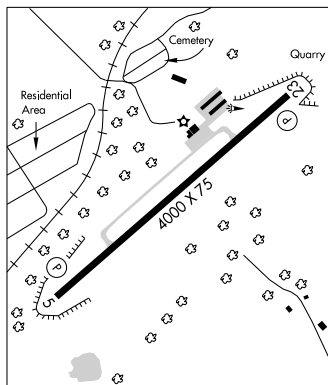 Cemetery
Quarry
Residential
Area
23
P
4000 X 75
P
5